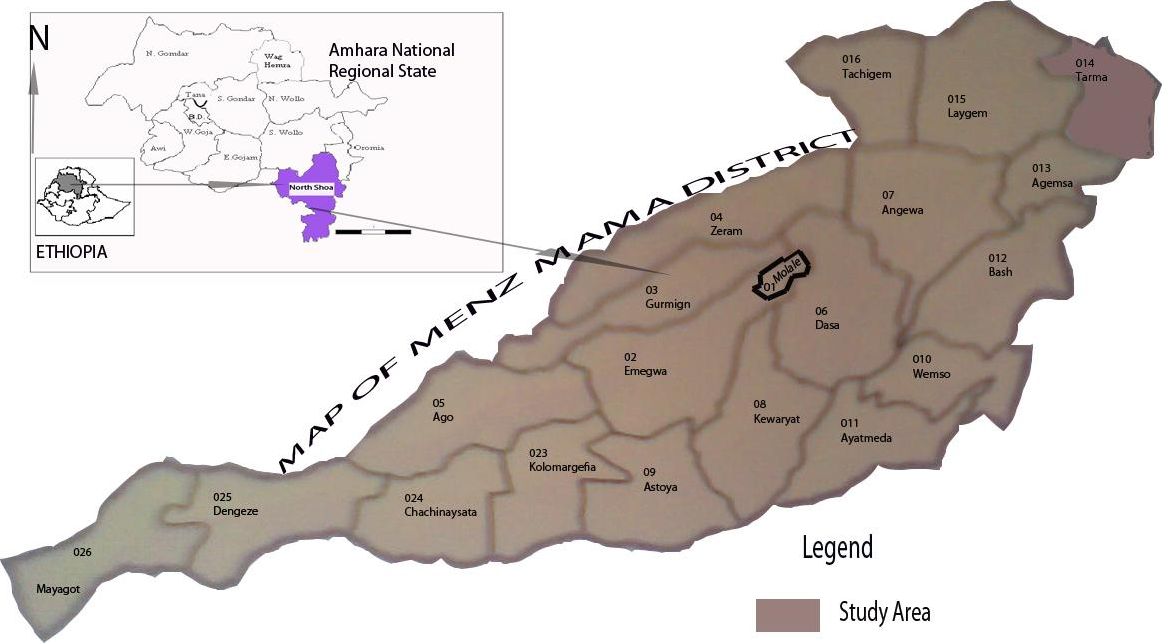 N
Amhara National
Regional State
N. Gomdar
Wag
Hemra
Tana
S. Gondar
N. Wollo
B.D.
W.Goja
S. Wollo
Awi
E.Gojam
Oromia
North Shoa
ETHIOPIA
MAP OF MENZ MAMA DISTRICT
016
Tachigem
015
Laygem
014
Tarma
013
Agemsa
07
Angewa
04
Zeram
012
Bash
01 Molale
03
Gurmign
06
Dasa
02
Emegwa
010
Wemso
05
Ago
08
Kewaryat
011
Ayatmeda
023
Kolomargefia
09
Astoya
025
Dengeze
024
Chachinaysata
026
Mayagot
Legend
Study Area